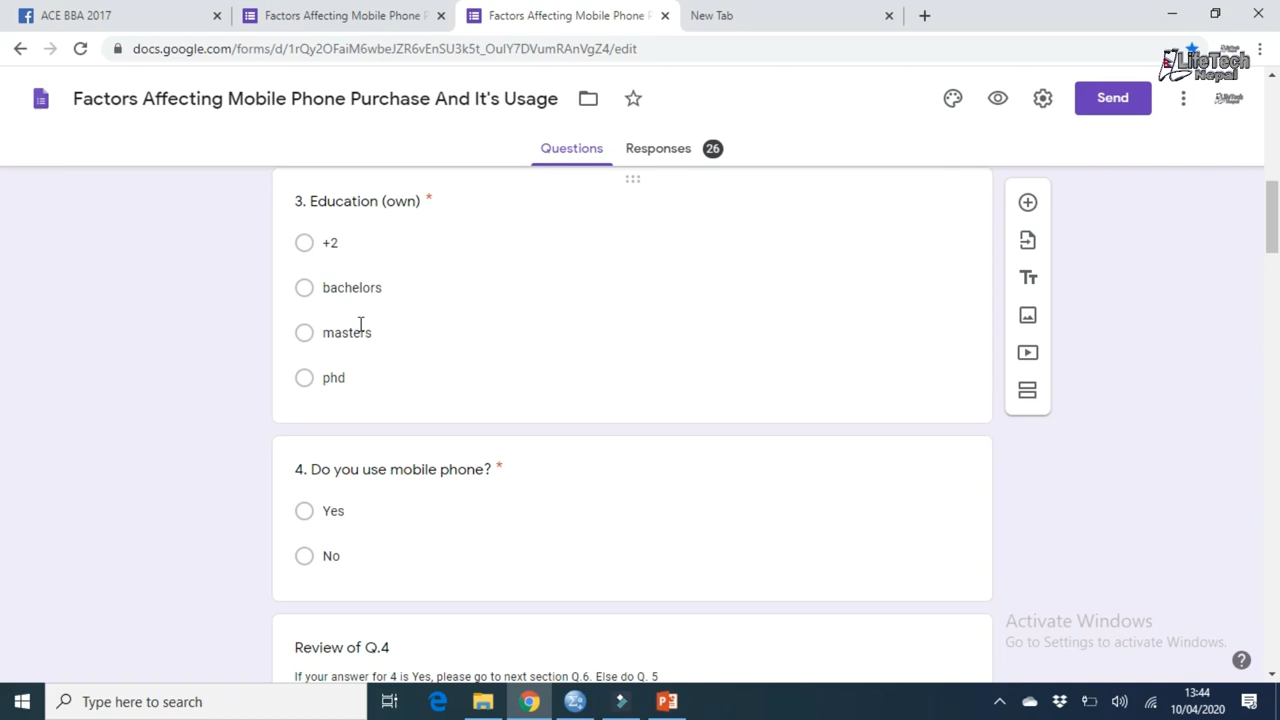 ACE BBA 2017
Factors Affecting Mobile Phone P
Factors Affecting Mobile Phone P
New Tab
docs.google.com/forms/d/1rQy2OFaiM6wbeJZR6vEnSU3k5t_OulY7DVumRAnVgZ4/edit
LifeTech
Nepal
Factors Affecting Mobile Phone Purchase And It's Usage
Send
Questions
Responses 26
3. Education (own) *
+2
bachelors
masters
phd
4. Do you use mobile phone? *
Yes
No
Review of Q.4
If your answer for 4 is Yes, please go to next section Q.6. Else do Q. 5
Activate Windows
Go to Settings to activate Windows.
Type here to search
13:44
10/04/2020